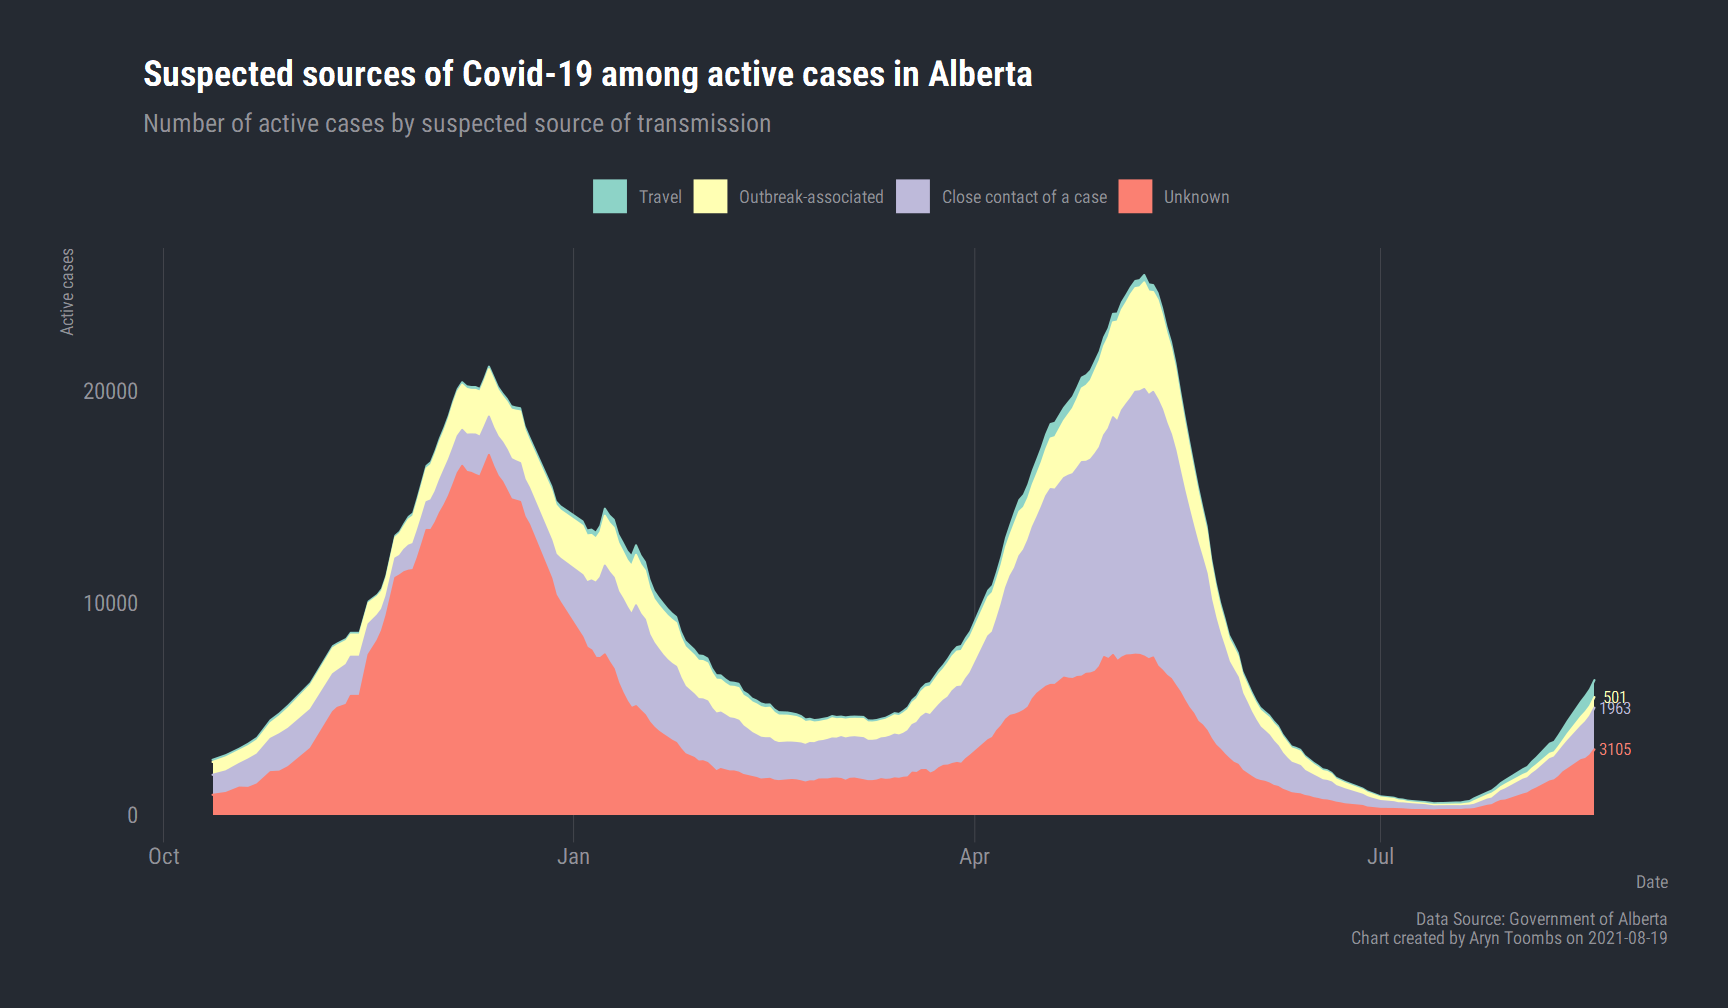 Suspected sources of Covid-19 among active cases in Alberta
Number of active cases by suspected source of transmission
Travel
Outbreak-associated
Close contact of a case
Unknown
Active cases
20000
10000
0
501
1963
3105
Oct
Jan
Apr
Jul
Date
Data Source: Government of Alberta
Chart created by Aryn Toombs on 2021-08-19